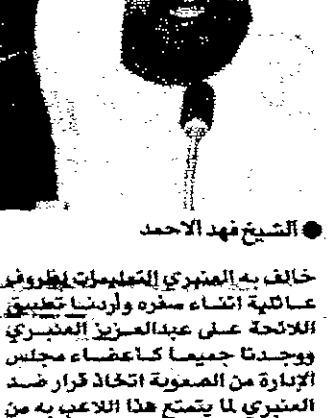 ● الشيخ فهد الاحمد
خالف به العنبري التعليمات لظروف
عائلية اثناء سفره وأردنا تطبيق
اللائحة على عبدالعزيز العنبري
ووجدنا جميعا كاعضاء مجلس
الإدارة من الصعوبة اتخاذ قرار ضد
العنبري لما يتمتع هذا اللاعب به من